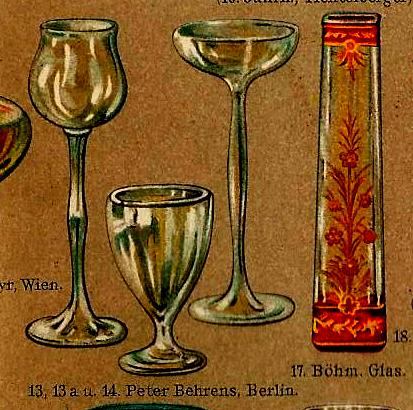 yr, Wien.
18.
17. Böhm. Glas.
13, 13 a u. 14. Peter Behrens, Berlin.